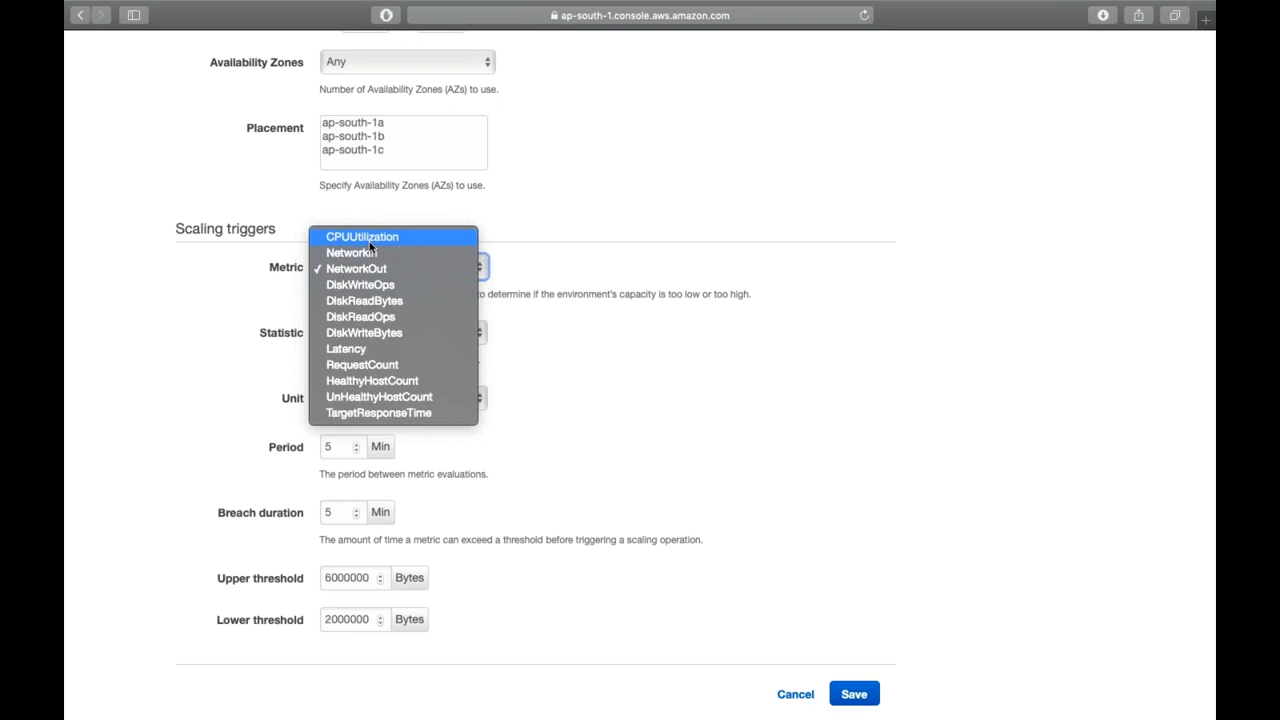 ap-south-1.console.aws.amazon.com
Availability Zones
Any
Number of Availability Zones (AZs) to use.
Placement
ap-south-1a
ap-south-1b
ap-south-1c
Specify Availability Zones (AZs) to use.
Scaling triggers
CPUUtilization
NetworkIn
Metric
✓ NetworkOut
DiskWriteOps
to determine if the environment's capacity is too low or too high.
DiskReadBytes
DiskReadOps
Statistic
DiskWriteBytes
Latency
RequestCount
HealthyHostCount
Unit
UnHealthyHostCount
TargetResponseTime
Period
5 Min
The period between metric evaluations.
Breach duration
5 Min
The amount of time a metric can exceed a threshold before triggering a scaling operation.
Upper threshold
6000000 Bytes
Lower threshold
2000000 Bytes
Cancel
Save